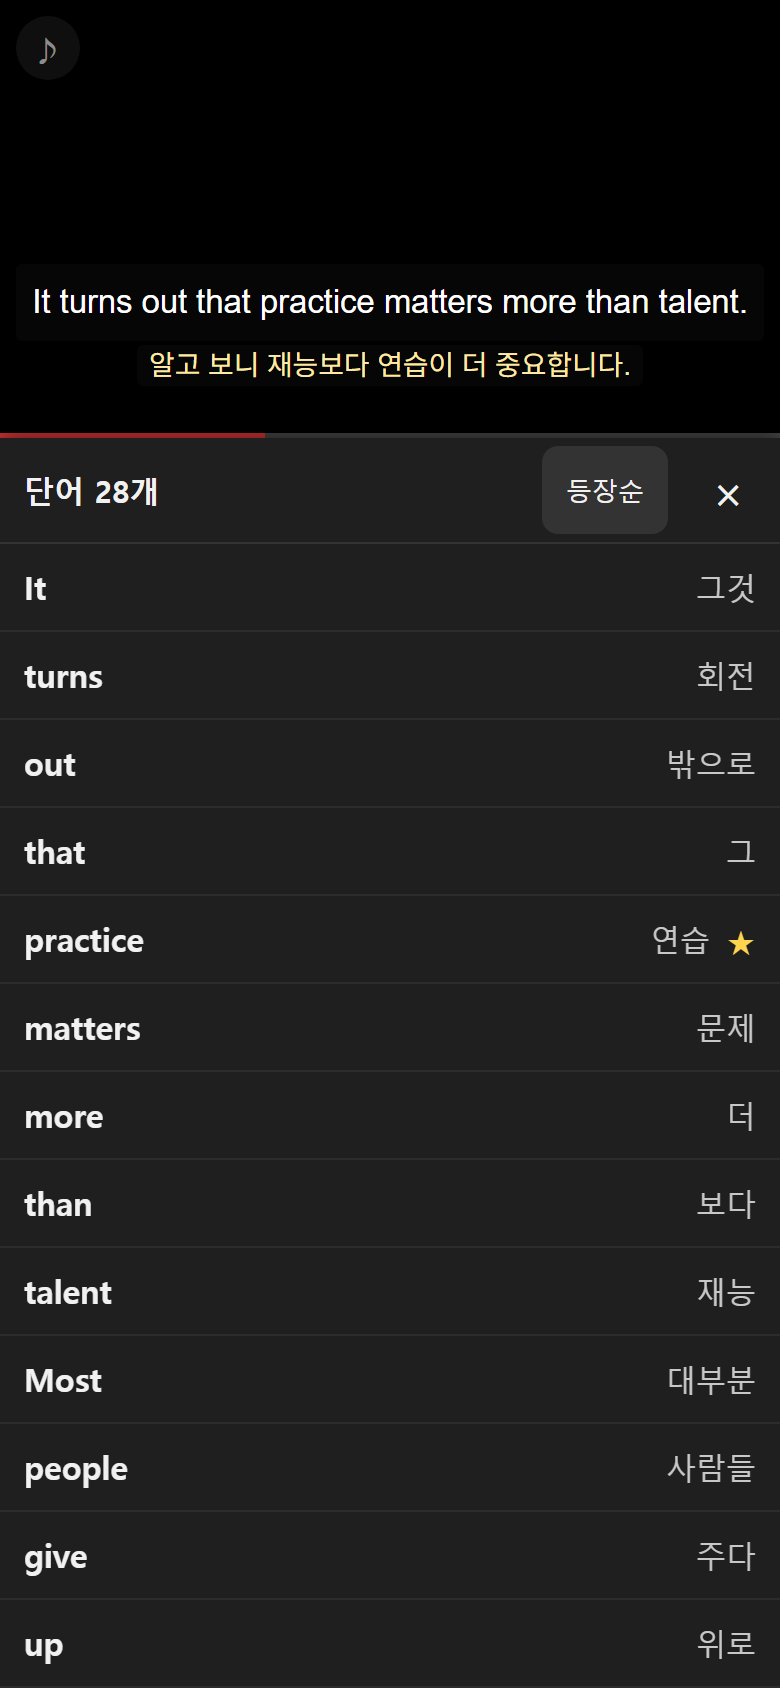 ♪
It turns out that practice matters more than talent.
알고 보니 재능보다 연습이 더 중요합니다.
단어 28개
등장순
×
It 그것
turns 회전
out 밖으로
that 그
practice 연습 ★
matters 문제
more 더
than 보다
talent 재능
Most 대부분
people 사람들
give 주다
up 위로